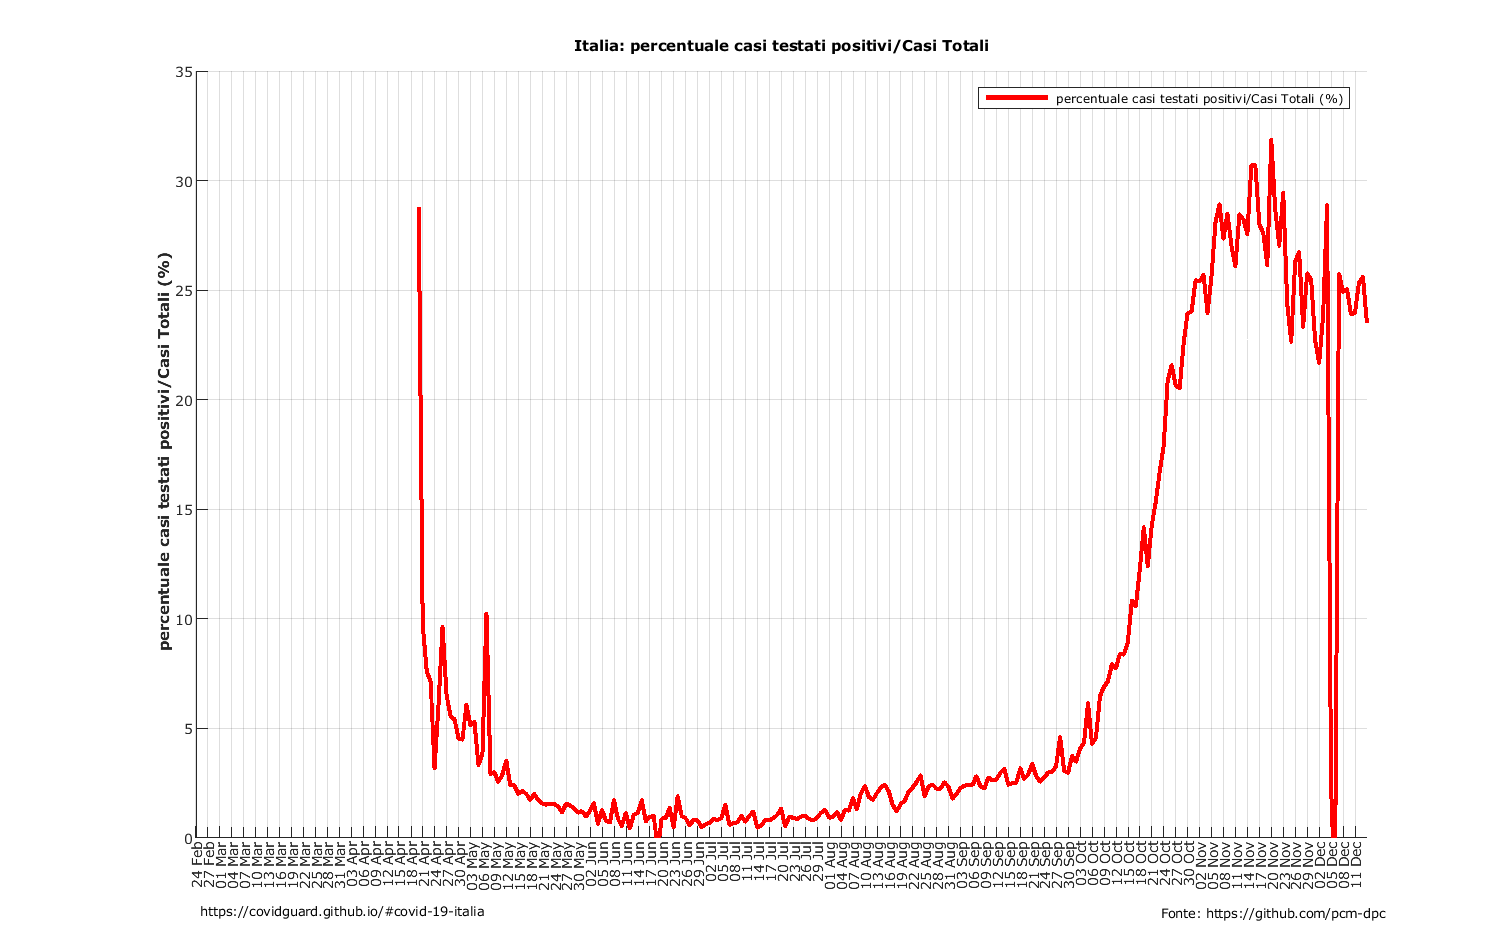 Italia: percentuale casi testati positivi/Casi Totali
percentuale casi testati positivi/Casi Totali (%)
percentuale casi testati positivi/Casi Totali (%)
35
30
25
20
15
10
5
0
24 Feb
27 Feb
01 Mar
04 Mar
07 Mar
10 Mar
13 Mar
16 Mar
19 Mar
22 Mar
25 Mar
28 Mar
31 Mar
03 Apr
06 Apr
09 Apr
12 Apr
15 Apr
18 Apr
21 Apr
24 Apr
27 Apr
30 Apr
03 May
06 May
09 May
12 May
15 May
18 May
21 May
24 May
27 May
30 May
02 Jun
05 Jun
08 Jun
11 Jun
14 Jun
17 Jun
20 Jun
23 Jun
26 Jun
29 Jun
02 Jul
05 Jul
08 Jul
11 Jul
14 Jul
17 Jul
20 Jul
23 Jul
26 Jul
29 Jul
01 Aug
04 Aug
07 Aug
10 Aug
13 Aug
16 Aug
19 Aug
22 Aug
25 Aug
28 Aug
31 Aug
03 Sep
06 Sep
09 Sep
12 Sep
15 Sep
18 Sep
21 Sep
24 Sep
27 Sep
30 Sep
03 Oct
06 Oct
09 Oct
12 Oct
15 Oct
18 Oct
21 Oct
24 Oct
27 Oct
30 Oct
02 Nov
05 Nov
08 Nov
11 Nov
14 Nov
17 Nov
20 Nov
23 Nov
26 Nov
29 Nov
02 Dec
05 Dec
08 Dec
11 Dec
https://covidguard.github.io/#covid-19-italia
Fonte: https://github.com/pcm-dpc